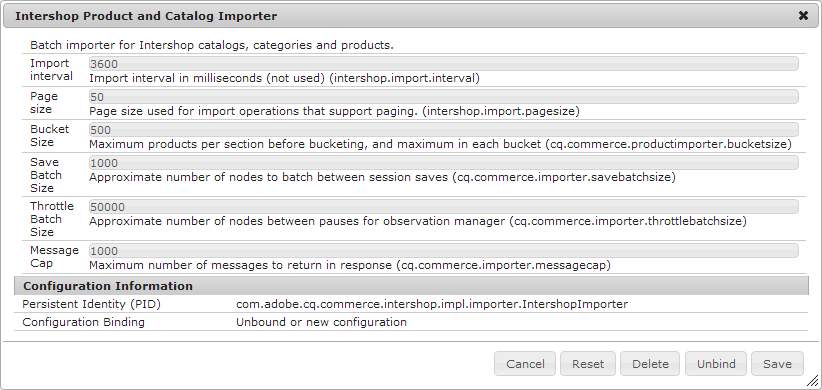 Intershop Product and Catalog Importer
Batch importer for Intershop catalogs, categories and products.
Import interval
3600
Import interval in milliseconds (not used) (intershop.import.interval)
Page size
50
Page size used for import operations that support paging. (intershop.import.pagesize)
Bucket Size
500
Maximum products per section before bucketing, and maximum in each bucket (cq.commerce.productimporter.bucketsize)
Save Batch Size
1000
Approximate number of nodes to batch between session saves (cq.commerce.importer.savebatchsize)
Throttle Batch Size
50000
Approximate number of nodes between pauses for observation manager (cq.commerce.importer.throttlebatchsize)
Message Cap
1000
Maximum number of messages to return in response (cq.commerce.importer.messagecap)
Configuration Information
Persistent Identity (PID) com.adobe.cq.commerce.intershop.impl.importer.IntershopImporter
Configuration Binding Unbound or new configuration
Cancel Reset Delete Unbind Save